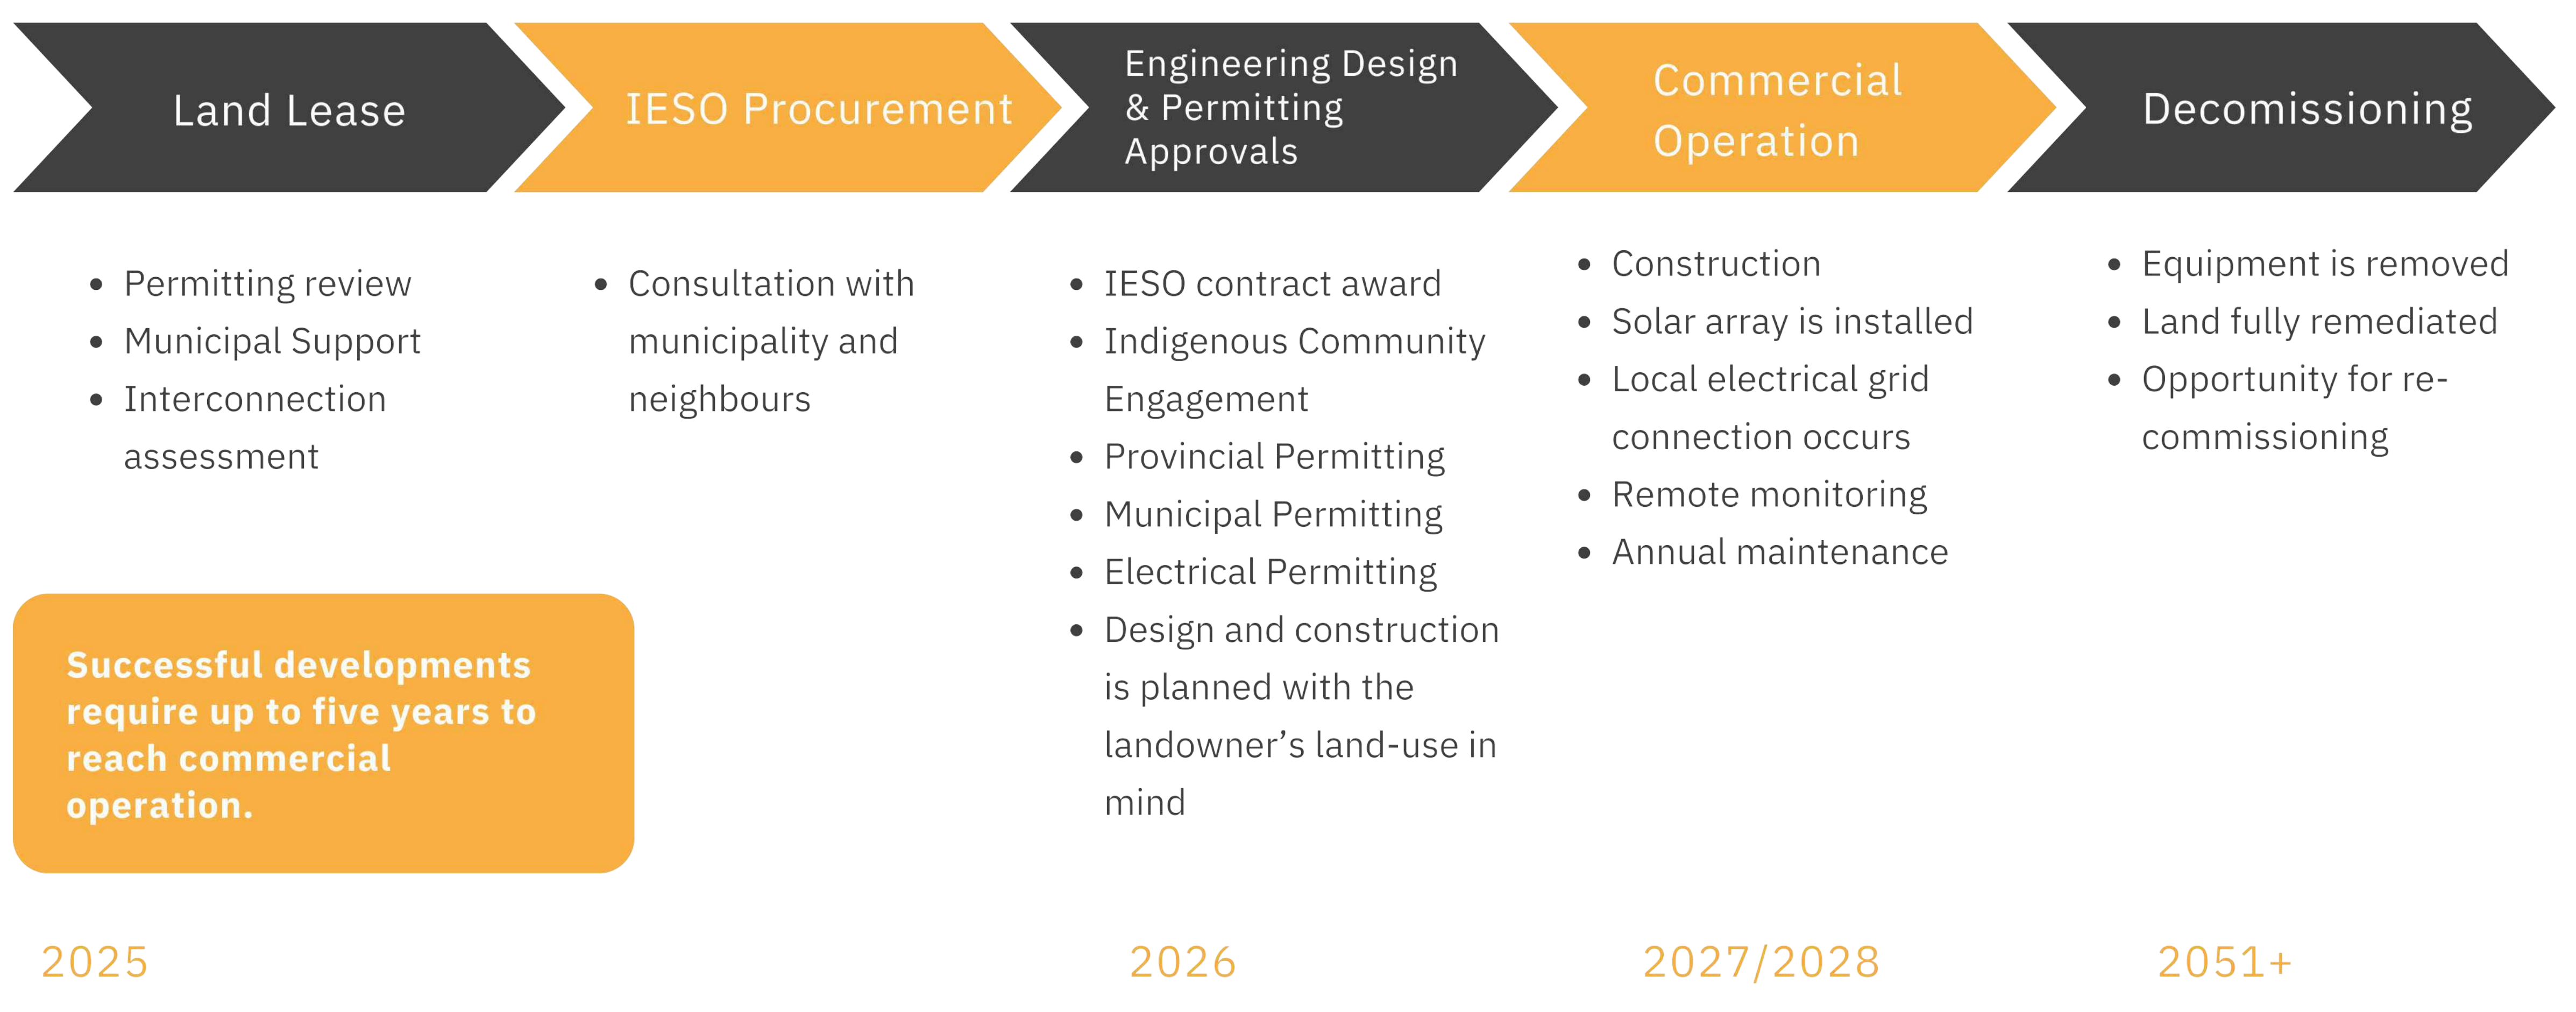 Land Lease
IESO Procurement
Engineering Design
& Permitting
Approvals
Commercial
Operation
Decomissioning
• Permitting review
• Municipal Support
• Interconnection
assessment
• Consultation with
municipality and
neighbours
• IESO contract award
• Indigenous Community
Engagement
• Provincial Permitting
• Municipal Permitting
• Electrical Permitting
• Design and construction
is planned with the
landowner’s land-use in
mind
• Construction
• Solar array is installed
• Local electrical grid
connection occurs
• Remote monitoring
• Annual maintenance
• Equipment is removed
• Land fully remediated
• Opportunity for re-
commissioning
Successful developments
require up to five years to
reach commercial
operation.
2025
2026
2027/2028
2051+